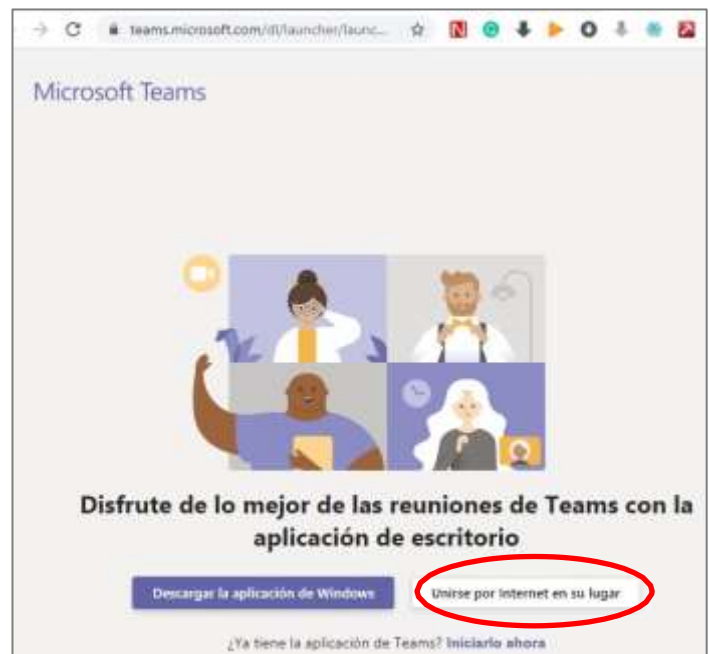 teams.microsoft.com/dl/launcher/launc...
Microsoft Teams
Disfrute de lo mejor de las reuniones de Teams con la
aplicación de escritorio
Descargar la aplicación de Windows
Unirse por Internet en su lugar
¿Ya tiene la aplicación de Teams? Iniciarlo ahora